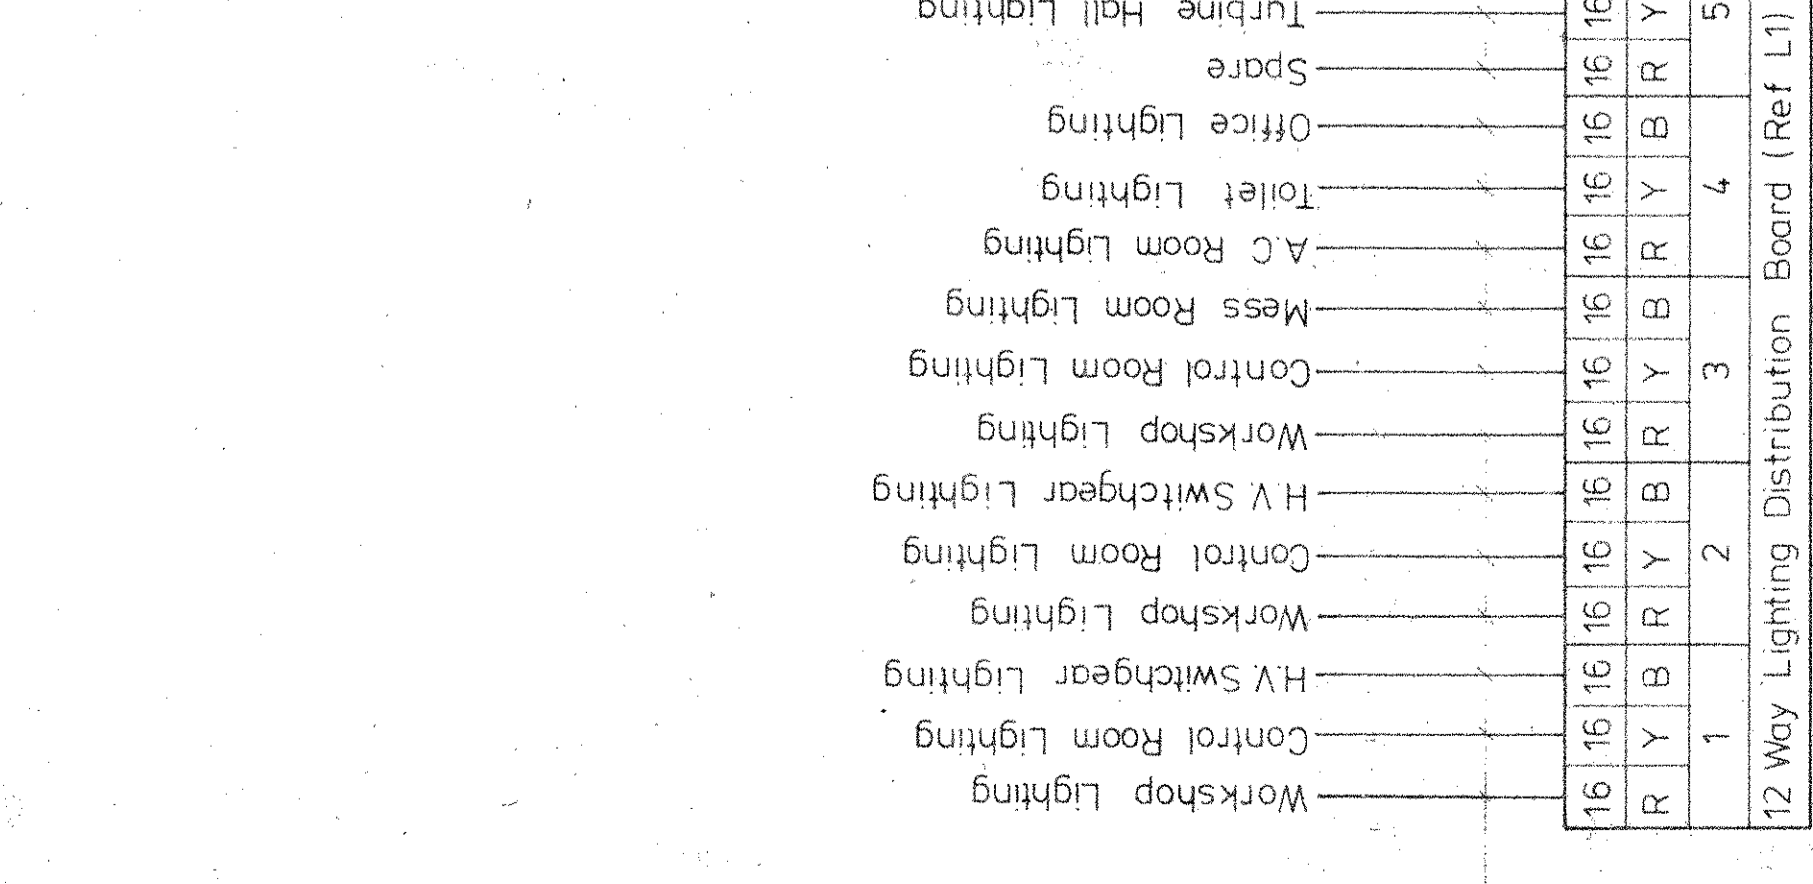 12 Way Lighting Distribution Board (Ref L1)
1
R 16 Workshop Lighting
Y 16 Control Room Lighting
B 16 H.V. Switchgear Lighting
2
R 16 Workshop Lighting
Y 16 Control Room Lighting
B 16 H.V. Switchgear Lighting
3
R 16 Workshop Lighting
Y 16 Control Room Lighting
B 16 Mess Room Lighting
4
R 16 A.C Room Lighting
Y 16 Toilet Lighting
B 16 Office Lighting
5
R 16 Spare
Y 16 Turbine Hall Lighting